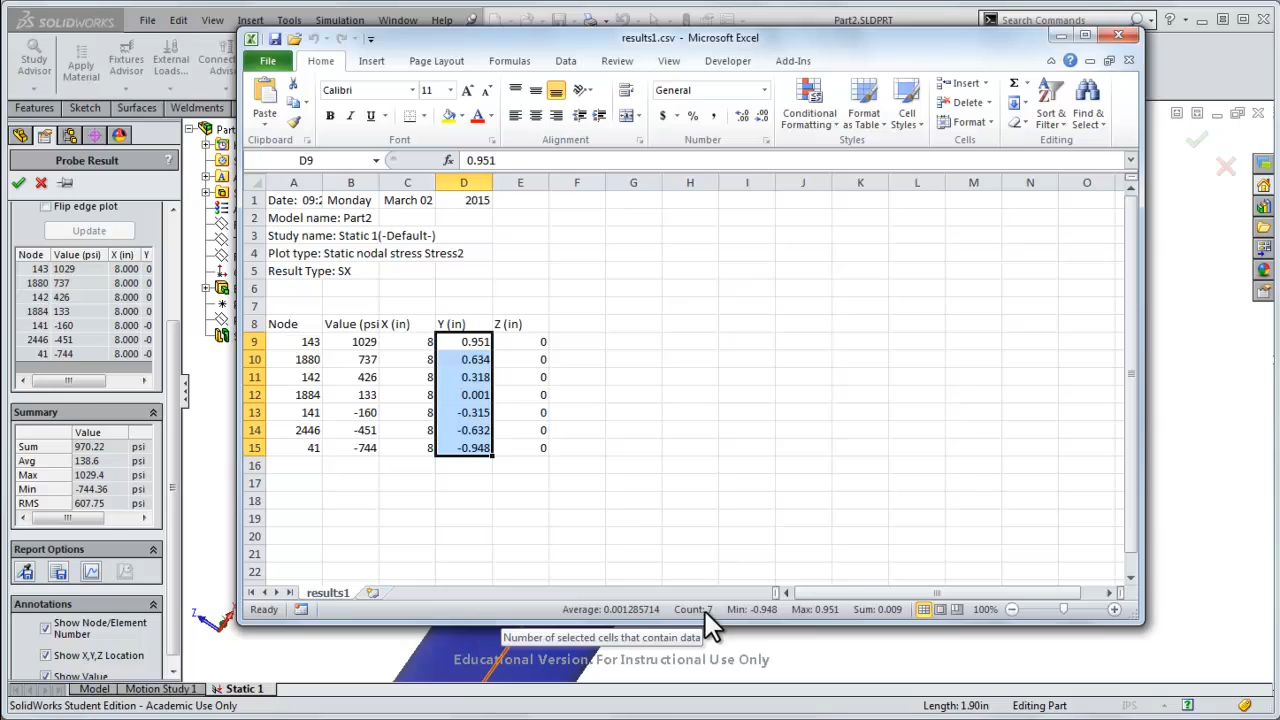 SOLIDWORKS File Edit View Insert Tools Simulation Window Help Part2.SLDPRT Search Commands
Study Advisor
Apply Material
Fixtures Advisor
External Loads...
Features Sketch Surfaces Weldments
Probe Result ?
Flip edge plot
Update
Node Value (psi) X (in) Y
143 1029 8.000 0
1880 737 8.000 0
142 426 8.000 0
1884 133 8.000 0
141 -160 8.000 -0
2446 -451 8.000 -0
41 -744 8.000 -0
Summary
Value
Sum 970.22 psi
Avg 138.6 psi
Max 1029.4 psi
Min -744.36 psi
RMS 607.75 psi
Report Options
Annotations
Show Node/Element Number
Show X,Y,Z Location
Show Value
results1.csv - Microsoft Excel
File Home Insert Page Layout Formulas Data Review View Developer Add-Ins
Paste
Clipboard
Calibri 11
B I U
Font
Alignment
General
$ % ,
Number
Conditional Formatting
Format as Table
Cell Styles
Styles
Insert
Delete
Format
Cells
Sort & Filter
Find & Select
Editing
D9 fx 0.951
A B C D E F G H I J K L M N O
1 Date: 09:2 Monday March 02 2015
2 Model name: Part2
3 Study name: Static 1(-Default-)
4 Plot type: Static nodal stress Stress2
5 Result Type: SX
6
7
8 Node Value (psi X (in) Y (in) Z (in)
9 143 1029 8 0.951 0
10 1880 737 8 0.634 0
11 142 426 8 0.318 0
12 1884 133 8 0.001 0
13 141 -160 8 -0.315 0
14 2446 -451 8 -0.632 0
15 41 -744 8 -0.948 0
16
17
18
19
20
21
22
results1
Ready Average: 0.001285714 Count: 7 Min: -0.948 Max: 0.951 Sum: 0.009 100%
Number of selected cells that contain data
Educational Version. For Instructional Use Only
Z X
Model Motion Study 1 Static 1
SolidWorks Student Edition - Academic Use Only Length: 1.90in Editing Part IPS